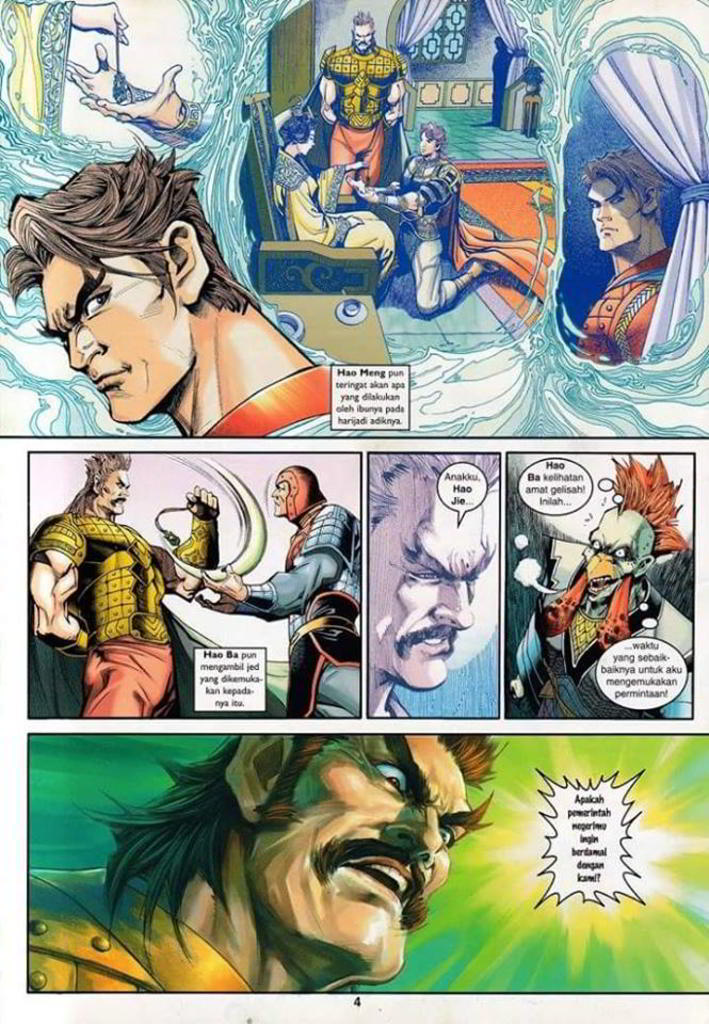 Hao Meng pun
teringat akan apa
yang dilakukan
oleh ibunya pada
harijadi adiknya.
Hao Ba pun
mengambil jed
yang dikemuka-
kan kepada-
nya itu.
Anakku,
Hao
Jie...
Hao
Ba kelihatan
amat gelisah!
Inilah...
...waktu
yang sebaik-
baiknya untuk aku
mengemukakan
permintaan!
Apakah
pemerintah
negerimu
ingin
berdamai
dengan
kami?
4